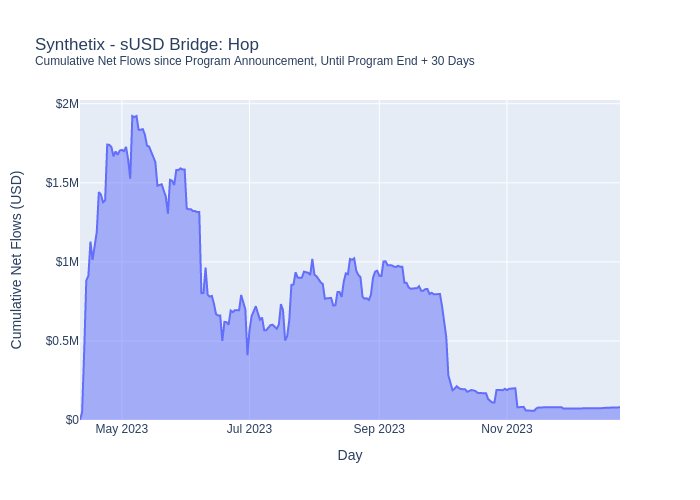 Synthetix - sUSD Bridge: Hop
Cumulative Net Flows since Program Announcement, Until Program End + 30 Days
Cumulative Net Flows (USD)
$2M
$1.5M
$1M
$0.5M
$0
May 2023
Jul 2023
Sep 2023
Nov 2023
Day